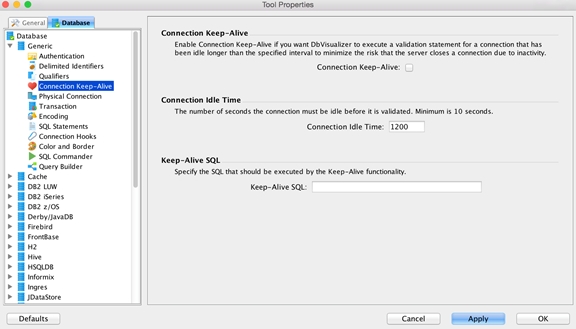 Tool Properties
General
Database
Database
Generic
Authentication
Delimited Identifiers
Qualifiers
Connection Keep-Alive
Physical Connection
Transaction
Encoding
SQL Statements
Connection Hooks
Color and Border
SQL Commander
Query Builder
Cache
DB2 LUW
DB2 iSeries
DB2 z/OS
Derby/JavaDB
Firebird
FrontBase
H2
Hive
HSQLDB
Informix
Ingres
JDataStore
Connection Keep-Alive
Enable Connection Keep-Alive if you want DbVisualizer to execute a validation statement for a connection that has
been idle longer than the specified interval to minimize the risk that the server closes a connection due to inactivity.
Connection Keep-Alive:
Connection Idle Time
The number of seconds the connection must be idle before it is validated. Minimum is 10 seconds.
Connection Idle Time: 1200
Keep-Alive SQL
Specify the SQL that should be executed by the Keep-Alive functionality.
Keep-Alive SQL:
Defaults
Cancel
Apply
OK